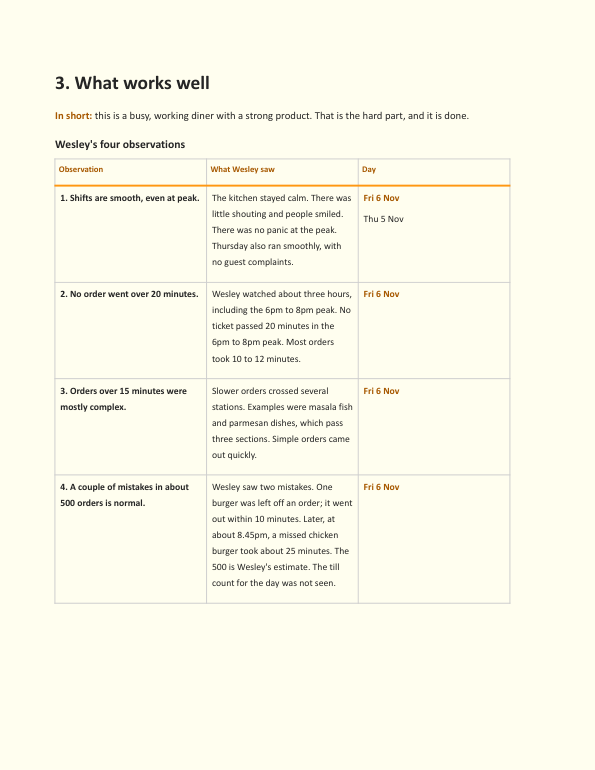 3. What works well
In short: this is a busy, working diner with a strong product. That is the hard part, and it is done.
Wesley's four observations
Observation
What Wesley saw
Day
1. Shifts are smooth, even at peak.
The kitchen stayed calm. There was
little shouting and people smiled.
There was no panic at the peak.
Thursday also ran smoothly, with
no guest complaints.
Fri 6 Nov
Thu 5 Nov
2. No order went over 20 minutes.
Wesley watched about three hours,
including the 6pm to 8pm peak. No
ticket passed 20 minutes in the
6pm to 8pm peak. Most orders
took 10 to 12 minutes.
Fri 6 Nov
3. Orders over 15 minutes were
mostly complex.
Slower orders crossed several
stations. Examples were masala fish
and parmesan dishes, which pass
three sections. Simple orders came
out quickly.
Fri 6 Nov
4. A couple of mistakes in about
500 orders is normal.
Wesley saw two mistakes. One
burger was left off an order; it went
out within 10 minutes. Later, at
about 8.45pm, a missed chicken
burger took about 25 minutes. The
500 is Wesley's estimate. The till
count for the day was not seen.
Fri 6 Nov